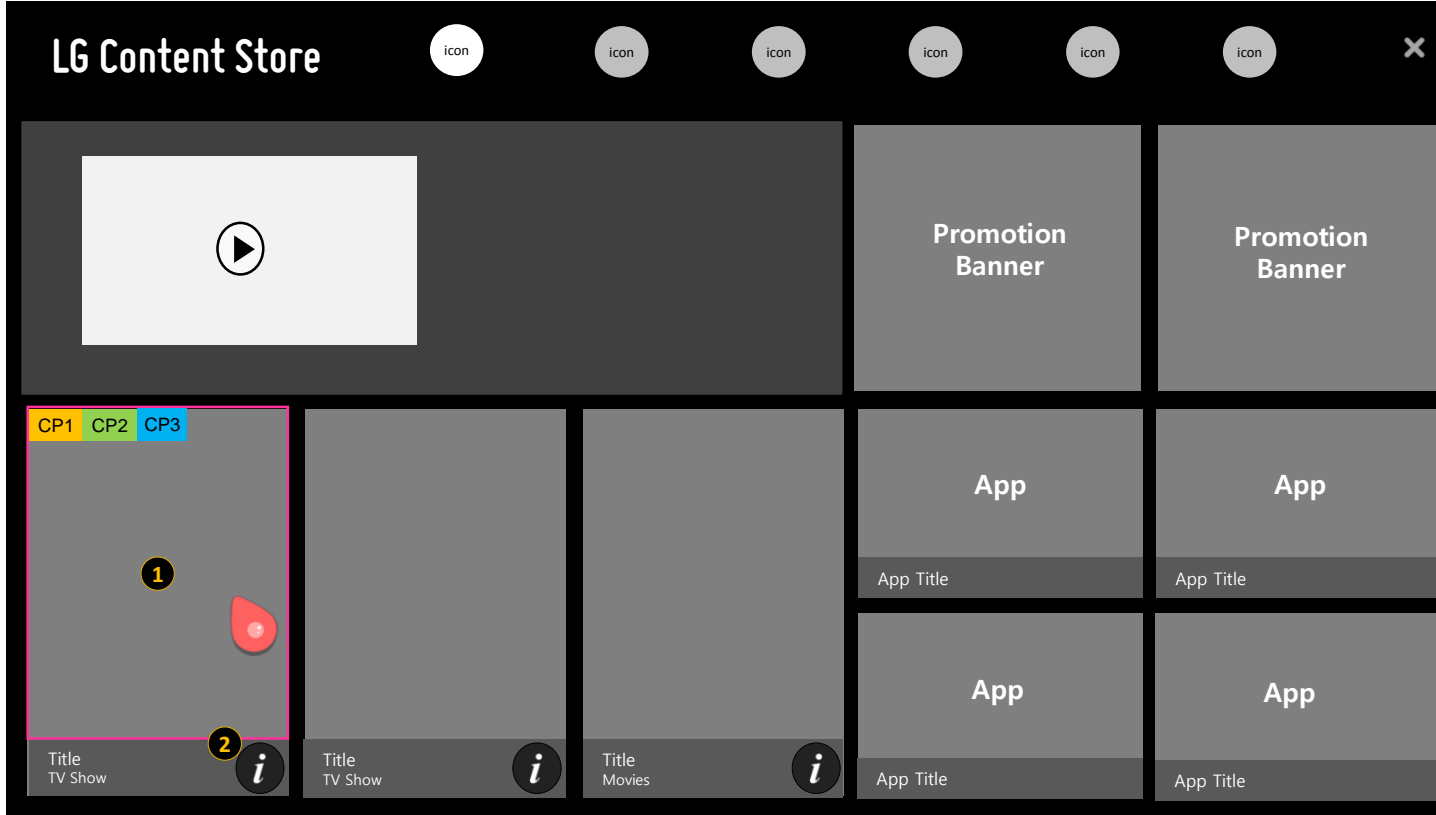 LG Content Store
icon
icon
icon
icon
icon
icon
Promotion
Banner
Promotion
Banner
CP1 CP2 CP3
1
2
Title
TV Show
i
Title
TV Show
i
Title
Movies
i
App
App Title
App
App Title
App
App Title
App
App Title